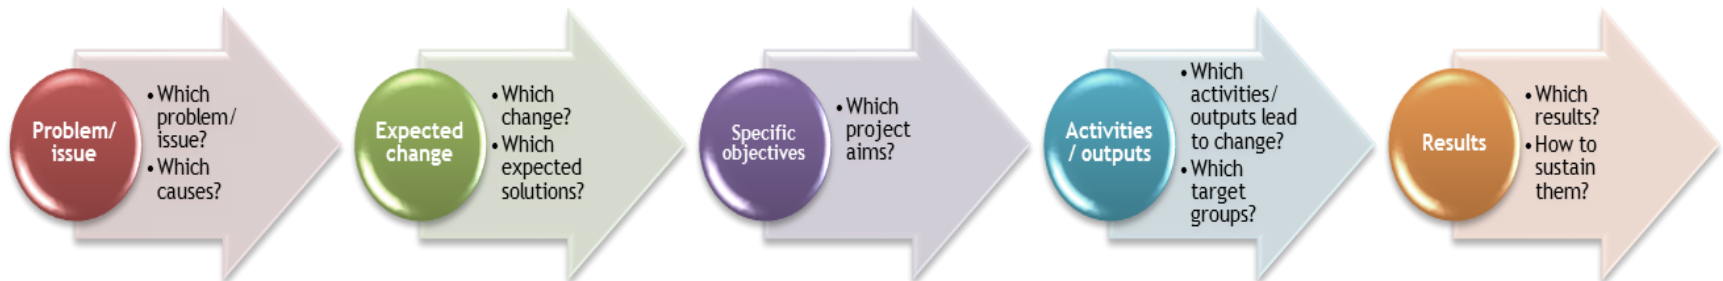 Problem/
issue
• Which
problem/
issue?
• Which
causes?
Expected
change
• Which
change?
• Which
expected
solutions?
Specific
objectives
• Which
project
aims?
Activities
/ outputs
• Which
activities/
outputs lead
to change?
• Which
target
groups?
Results
• Which
results?
• How to
sustain
them?